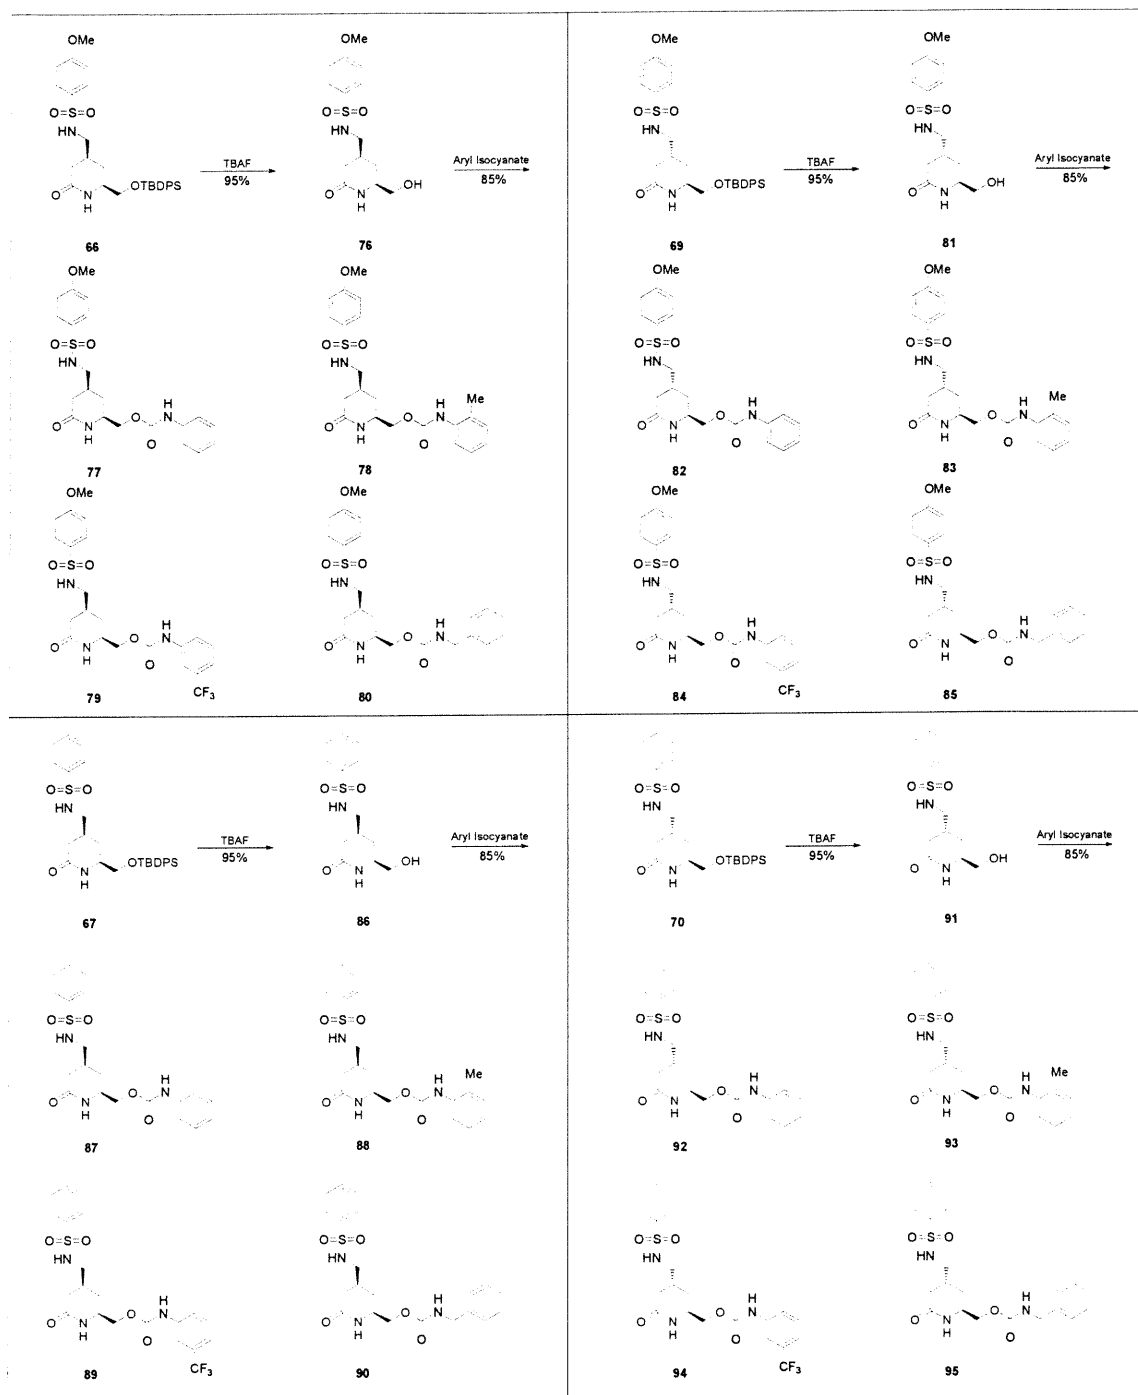 OMe
O=S=O
HN
O
N
H
OTBDPS
66
TBAF
95%
OMe
O=S=O
HN
O
N
H
OH
76
Aryl Isocyanate
85%
OMe
O=S=O
HN
O
N
H
O
O
H
N
77
OMe
O=S=O
HN
O
N
H
O
O
H
N
Me
78
OMe
O=S=O
HN
O
N
H
O
O
H
N
CF3
79
OMe
O=S=O
HN
O
N
H
O
O
H
N
80
OMe
O=S=O
HN
O
N
H
OTBDPS
69
TBAF
95%
OMe
O=S=O
HN
O
N
H
OH
81
Aryl Isocyanate
85%
OMe
O=S=O
HN
O
N
H
O
O
H
N
82
OMe
O=S=O
HN
O
N
H
O
O
H
N
Me
83
OMe
O=S=O
HN
O
N
H
O
O
H
N
CF3
84
OMe
O=S=O
HN
O
N
H
O
O
H
N
85
O=S=O
HN
O
N
H
OTBDPS
67
TBAF
95%
O=S=O
HN
O
N
H
OH
86
Aryl Isocyanate
85%
O=S=O
HN
O
N
H
O
O
H
N
87
O=S=O
HN
O
N
H
O
O
H
N
Me
88
O=S=O
HN
O
N
H
O
O
H
N
CF3
89
O=S=O
HN
O
N
H
O
O
H
N
90
O=S=O
HN
O
N
H
OTBDPS
70
TBAF
95%
O=S=O
HN
O
N
H
OH
91
Aryl Isocyanate
85%
O=S=O
HN
O
N
H
O
O
H
N
92
O=S=O
HN
O
N
H
O
O
H
N
Me
93
O=S=O
HN
O
N
H
O
O
H
N
CF3
94
O=S=O
HN
O
N
H
O
O
H
N
95